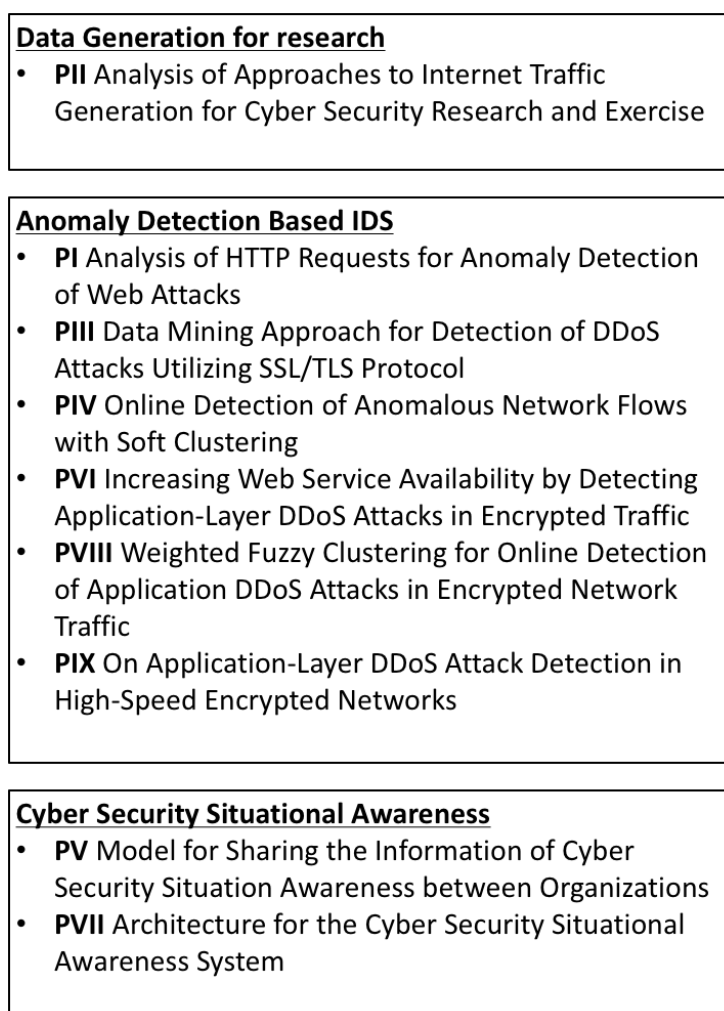 Data Generation for research
• PII Analysis of Approaches to Internet Traffic
Generation for Cyber Security Research and Exercise
Anomaly Detection Based IDS
• PI Analysis of HTTP Requests for Anomaly Detection
of Web Attacks
• PIII Data Mining Approach for Detection of DDoS
Attacks Utilizing SSL/TLS Protocol
• PIV Online Detection of Anomalous Network Flows
with Soft Clustering
• PVI Increasing Web Service Availability by Detecting
Application-Layer DDoS Attacks in Encrypted Traffic
• PVIII Weighted Fuzzy Clustering for Online Detection
of Application DDoS Attacks in Encrypted Network
Traffic
• PIX On Application-Layer DDoS Attack Detection in
High-Speed Encrypted Networks
Cyber Security Situational Awareness
• PV Model for Sharing the Information of Cyber
Security Situation Awareness between Organizations
• PVII Architecture for the Cyber Security Situational
Awareness System